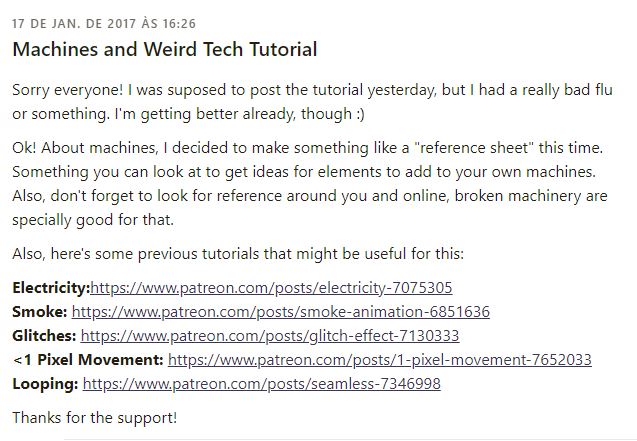 17 DE JAN. DE 2017 ÀS 16:26
Machines and Weird Tech Tutorial
Sorry everyone! I was suposed to post the tutorial yesterday, but I had a really bad flu
or something. I'm getting better already, though :)
Ok! About machines, I decided to make something like a "reference sheet" this time.
Something you can look at to get ideas for elements to add to your own machines.
Also, don't forget to look for reference around you and online, broken machinery are
specially good for that.
Also, here's some previous tutorials that might be useful for this:
Electricity:https://www.patreon.com/posts/electricity-7075305
Smoke: https://www.patreon.com/posts/smoke-animation-6851636
Glitches: https://www.patreon.com/posts/glitch-effect-7130333
<1 Pixel Movement: https://www.patreon.com/posts/1-pixel-movement-7652033
Looping: https://www.patreon.com/posts/seamless-7346998
Thanks for the support!